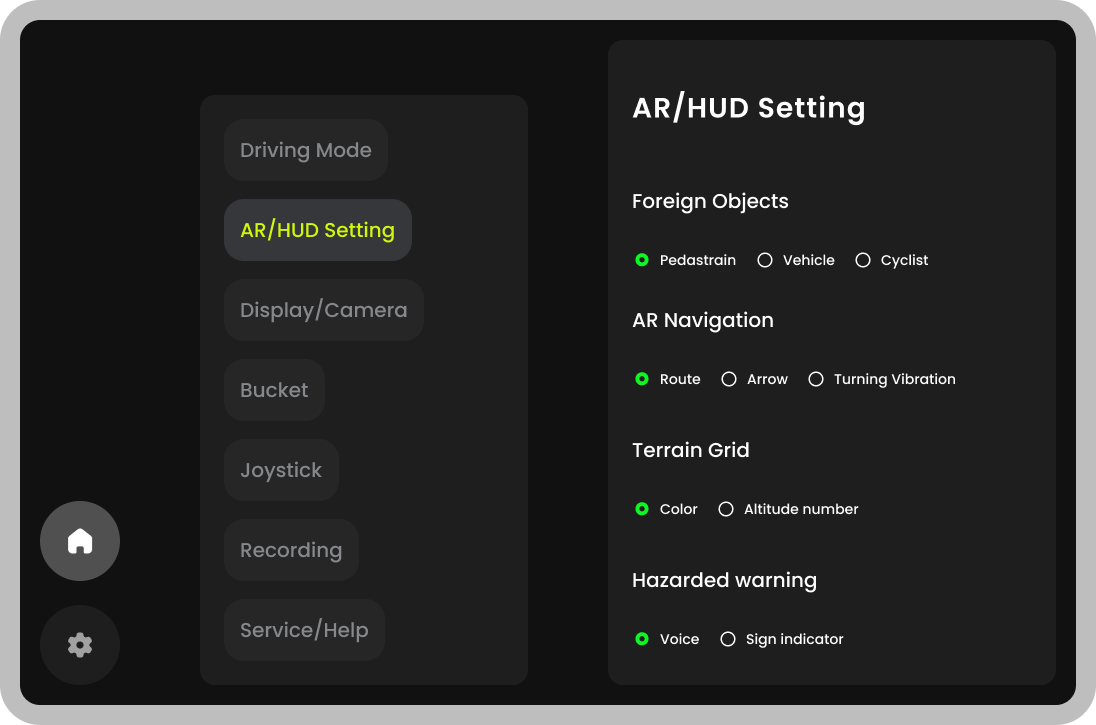 Driving Mode
AR/HUD Setting
Display/Camera
Bucket
Joystick
Recording
Service/Help
AR/HUD Setting
Foreign Objects
Pedastrain Vehicle Cyclist
AR Navigation
Route Arrow Turning Vibration
Terrain Grid
Color Altitude number
Hazarded warning
Voice Sign indicator